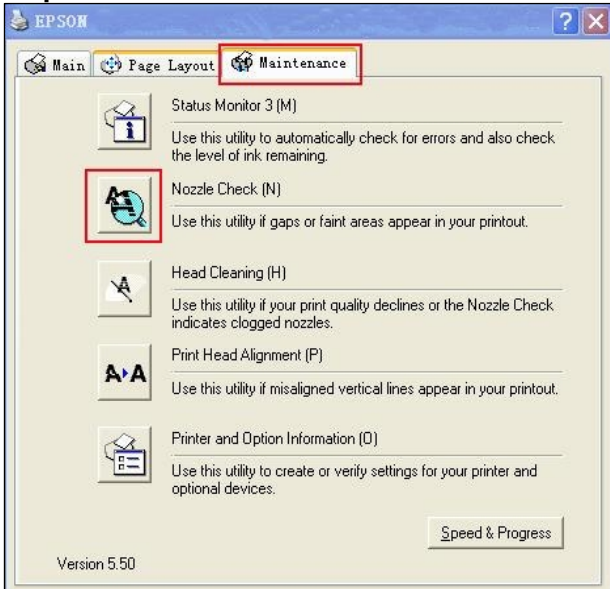 EPSON
Main Page Layout Maintenance
Status Monitor 3 (M)
Use this utility to automatically check for errors and also check
the level of ink remaining.
Nozzle Check (N)
Use this utility if gaps or faint areas appear in your printout.
Head Cleaning (H)
Use this utility if your print quality declines or the Nozzle Check
indicates clogged nozzles.
Print Head Alignment (P)
Use this utility if misaligned vertical lines appear in your printout.
Printer and Option Information (O)
Use this utility to create or verify settings for your printer and
optional devices.
Speed & Progress
Version 5.50